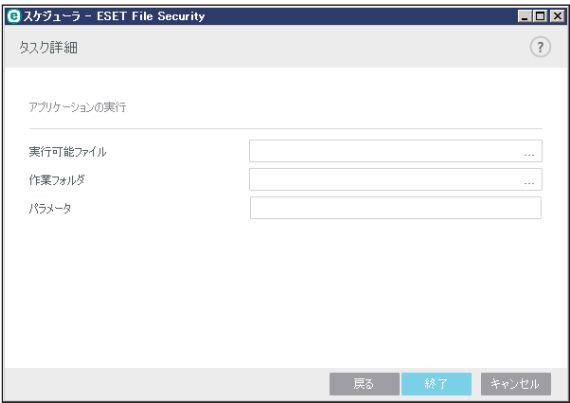 e スケジューラ - ESET File Security
タスク詳細
?
アプリケーションの実行
実行可能ファイル
...
作業フォルダ
...
パラメータ
戻る 終了 キャンセル